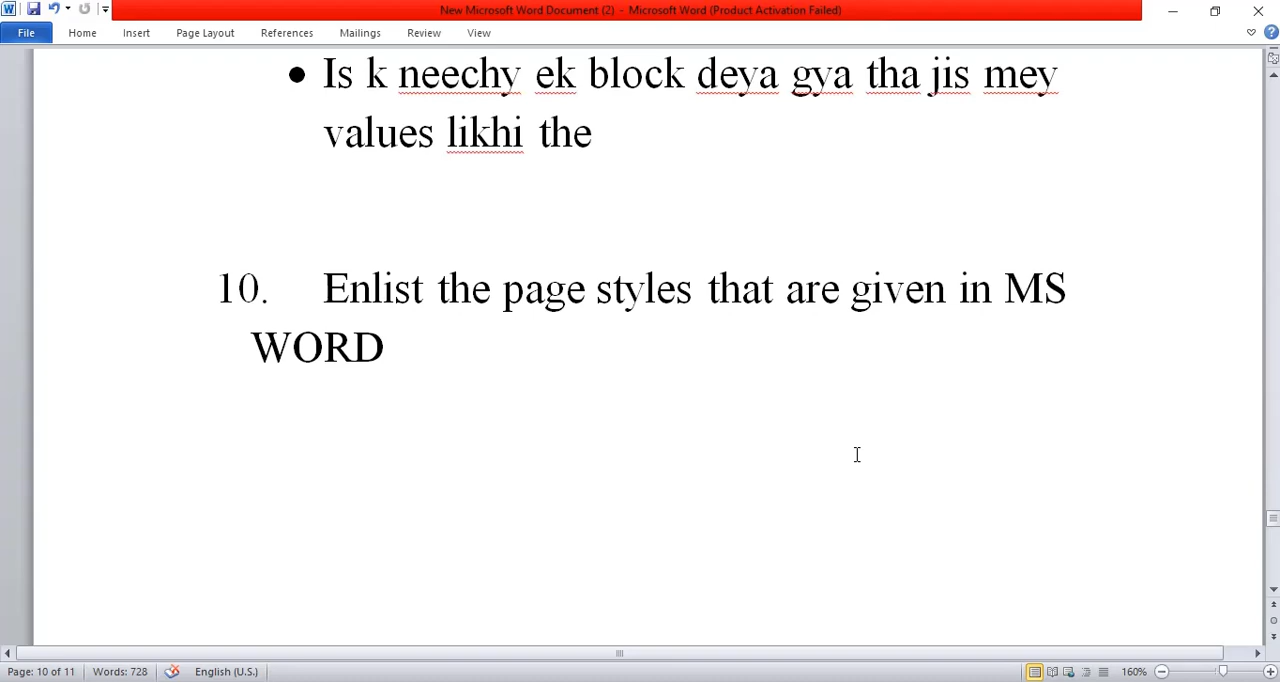 New Microsoft Word Document (2) - Microsoft Word (Product Activation Failed)
File Home Insert Page Layout References Mailings Review View
• Is k neechy ek block deya gya tha jis mey
values likhi the
10. Enlist the page styles that are given in MS
WORD
Page: 10 of 11 Words: 728 English (U.S.) 160%